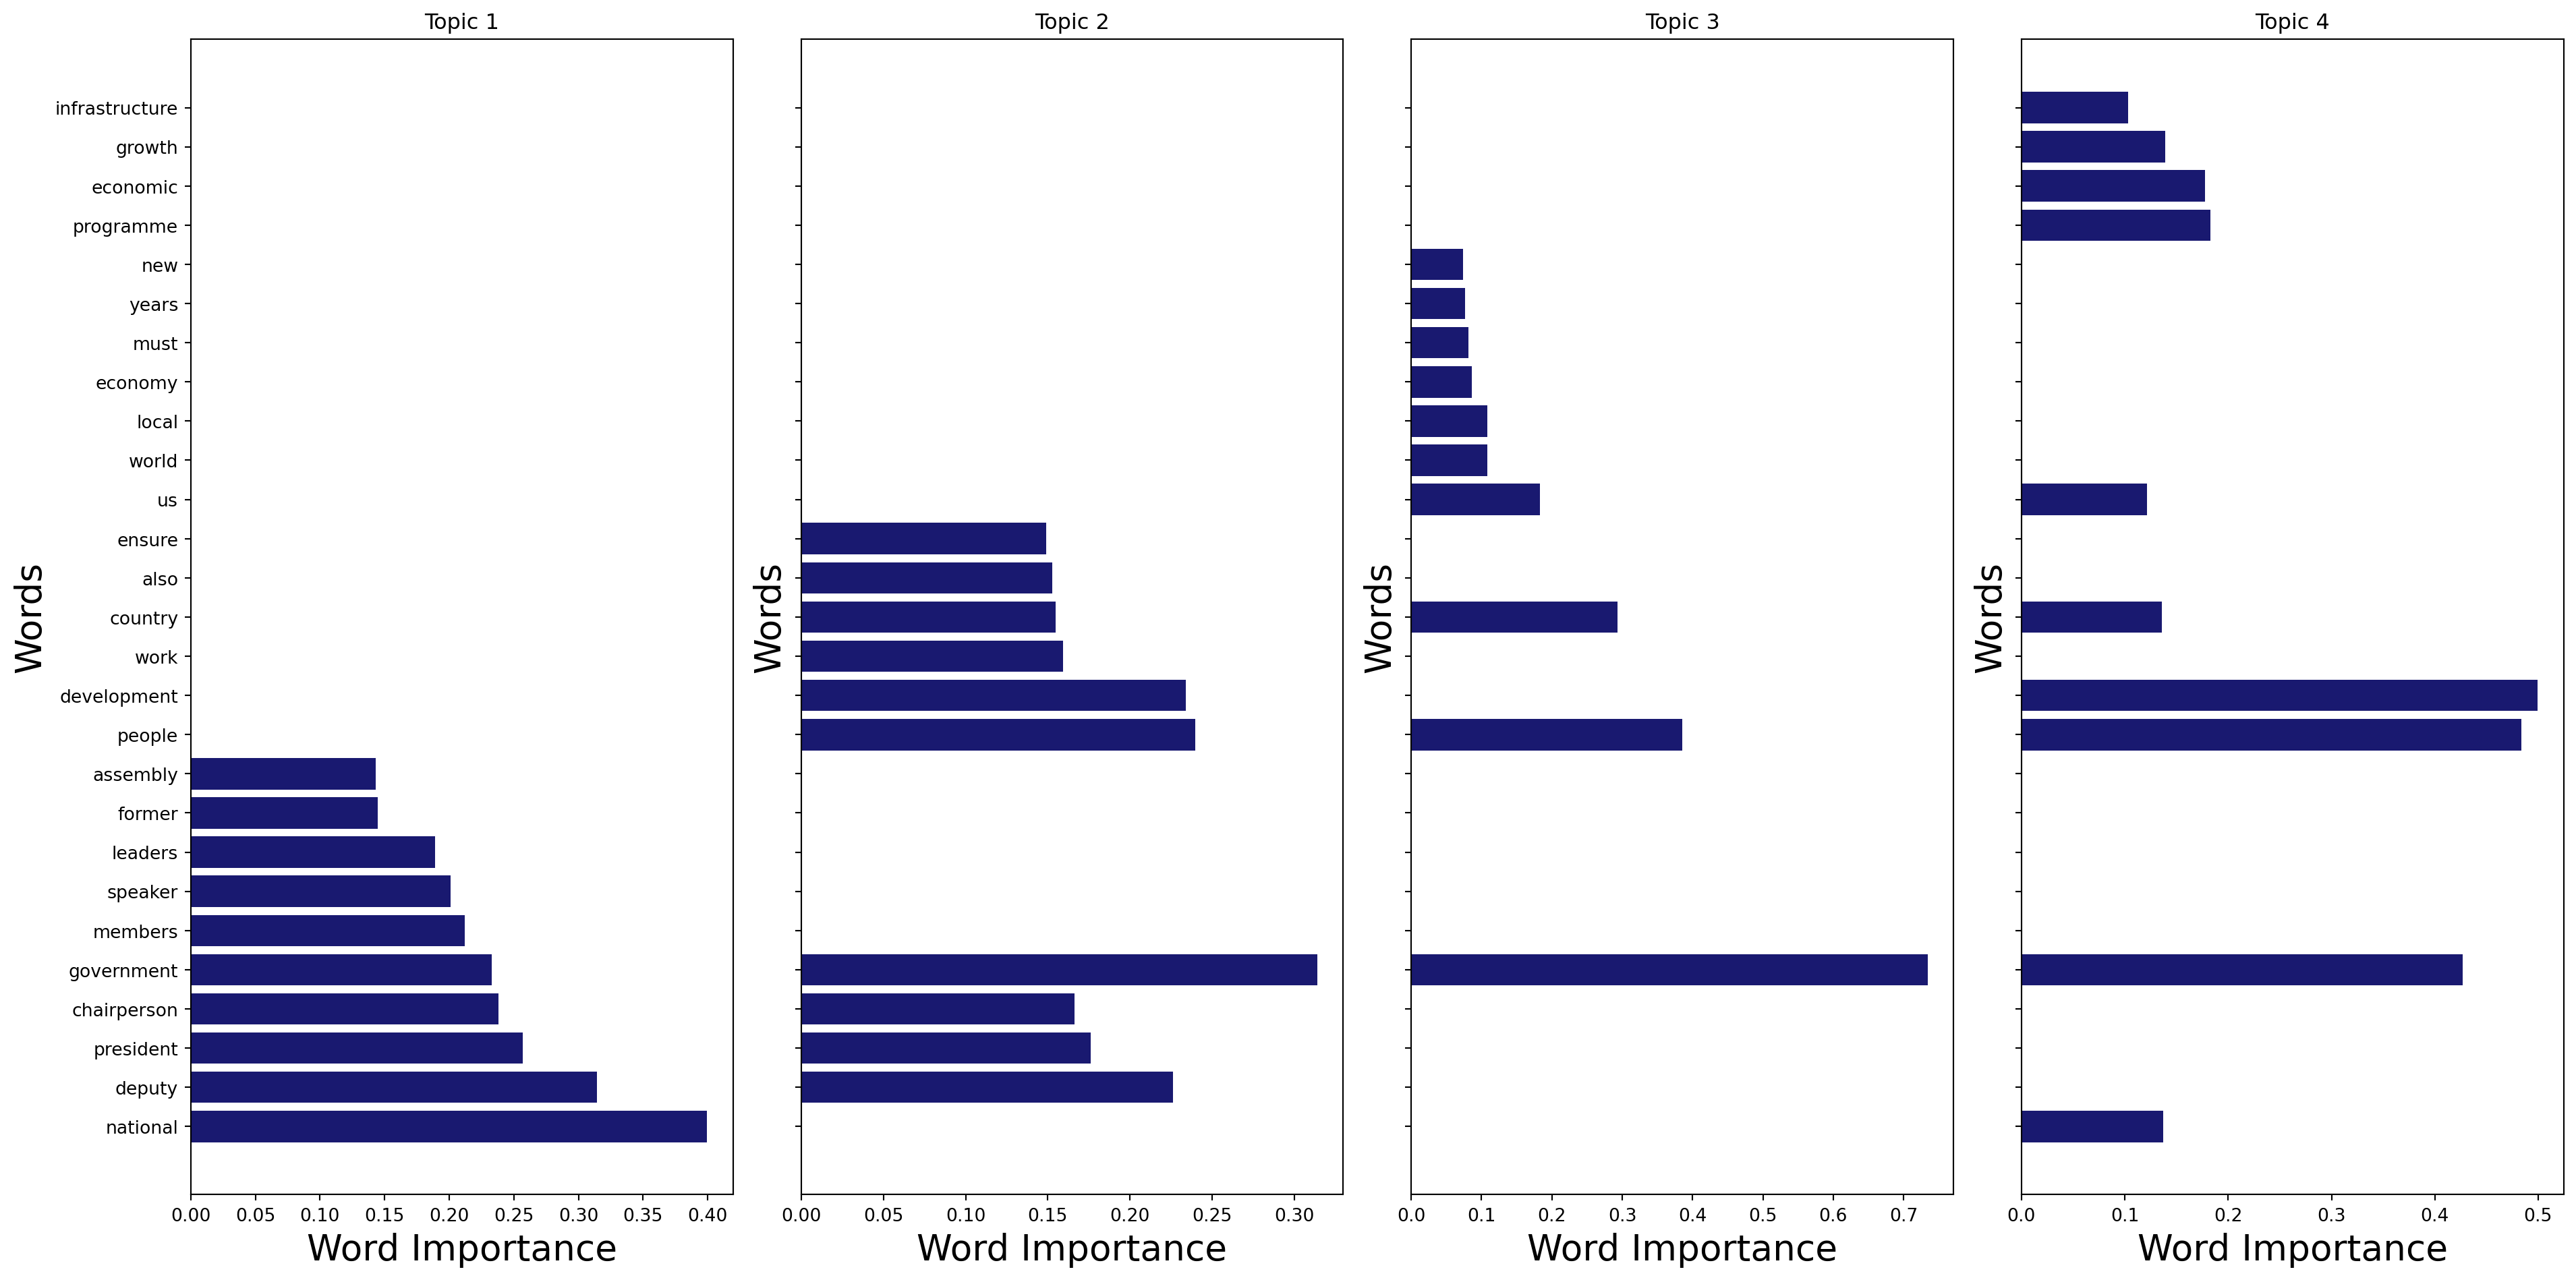 Topic 1
Topic 2
Topic 3
Topic 4
infrastructure
growth
economic
programme
new
years
must
economy
local
world
us
ensure
also
country
work
development
people
assembly
former
leaders
speaker
members
government
chairperson
president
deputy
national
Words
Words
Words
Words
0.00 0.05 0.10 0.15 0.20 0.25 0.30 0.35 0.40
0.00 0.05 0.10 0.15 0.20 0.25 0.30
0.0 0.1 0.2 0.3 0.4 0.5 0.6 0.7
0.0 0.1 0.2 0.3 0.4 0.5
Word Importance
Word Importance
Word Importance
Word Importance